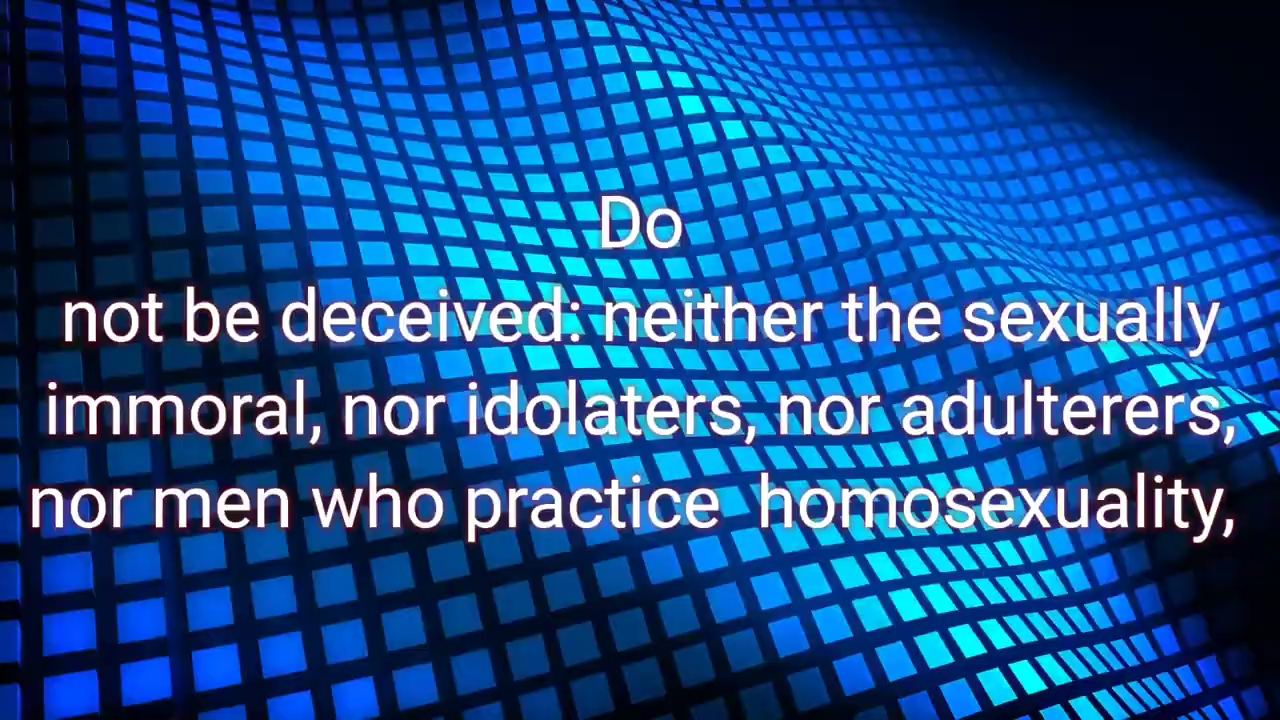 Do
not be deceived: neither the sexually
immoral, nor idolaters, nor adulterers,
nor men who practice  homosexuality,